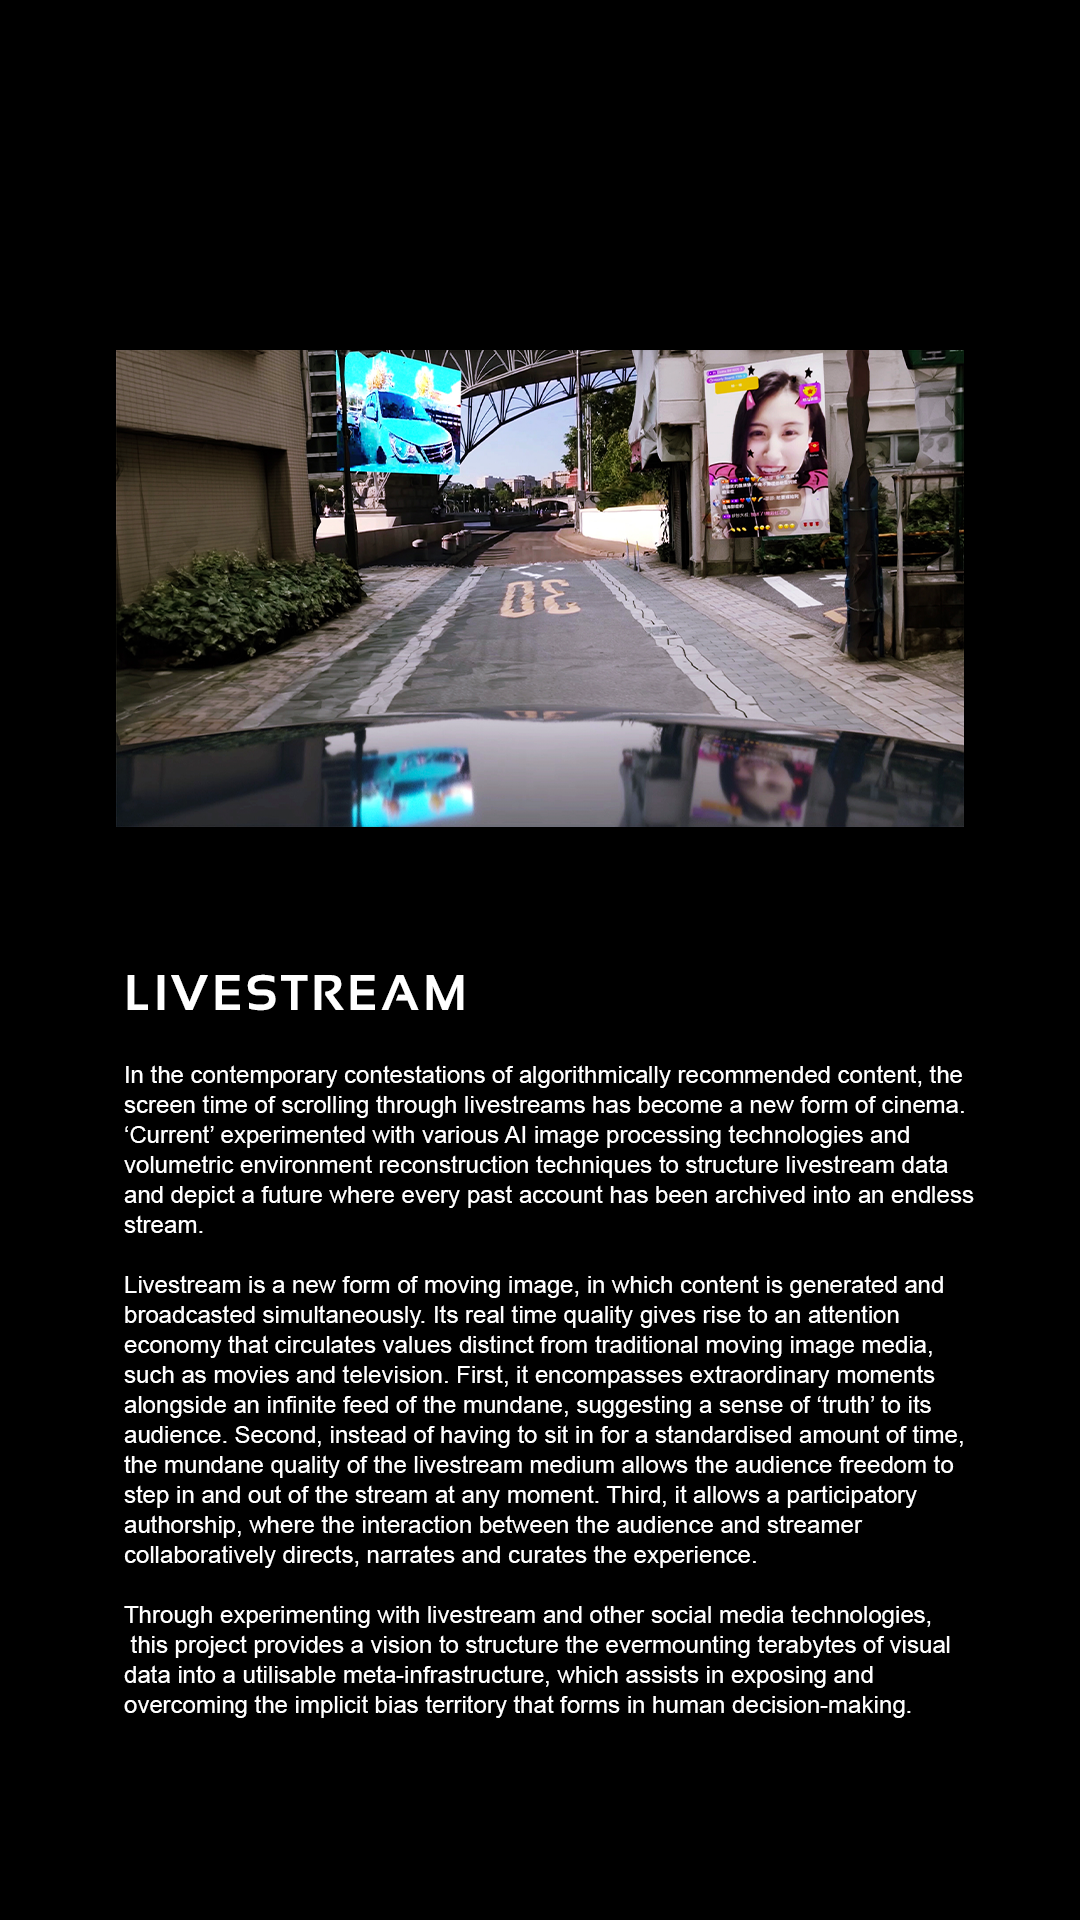 30
LIVESTREAM
In the contemporary contestations of algorithmically recommended content, the
screen time of scrolling through livestreams has become a new form of cinema.
‘Current’ experimented with various AI image processing technologies and
volumetric environment reconstruction techniques to structure livestream data
and depict a future where every past account has been archived into an endless
stream.
Livestream is a new form of moving image, in which content is generated and
broadcasted simultaneously. Its real time quality gives rise to an attention
economy that circulates values distinct from traditional moving image media,
such as movies and television. First, it encompasses extraordinary moments
alongside an infinite feed of the mundane, suggesting a sense of ‘truth’ to its
audience. Second, instead of having to sit in for a standardised amount of time,
the mundane quality of the livestream medium allows the audience freedom to
step in and out of the stream at any moment. Third, it allows a participatory
authorship, where the interaction between the audience and streamer
collaboratively directs, narrates and curates the experience.
Through experimenting with livestream and other social media technologies,
this project provides a vision to structure the evermounting terabytes of visual
data into a utilisable meta-infrastructure, which assists in exposing and
overcoming the implicit bias territory that forms in human decision-making.